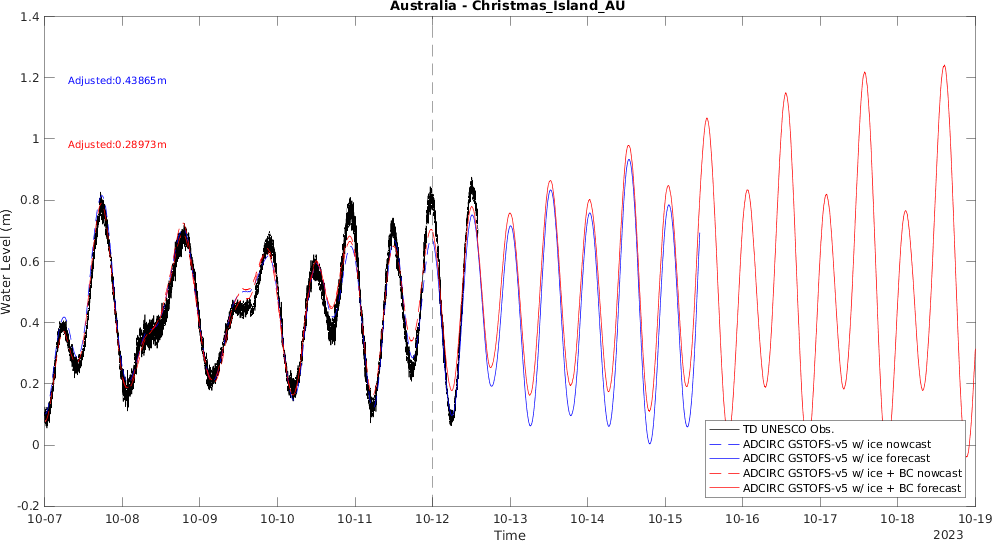 Australia - Christmas_Island_AU
1.4
1.2
1
0.8
0.6
0.4
0.2
0
-0.2
Water Level (m)
Adjusted:0.43865m
Adjusted:0.28973m
TD UNESCO Obs.
ADCIRC GSTOFS-v5 w/ ice nowcast
ADCIRC GSTOFS-v5 w/ ice forecast
ADCIRC GSTOFS-v5 w/ ice + BC nowcast
ADCIRC GSTOFS-v5 w/ ice + BC forecast
10-07 10-08 10-09 10-10 10-11 10-12 10-13 10-14 10-15 10-16 10-17 10-18 10-19
Time
2023